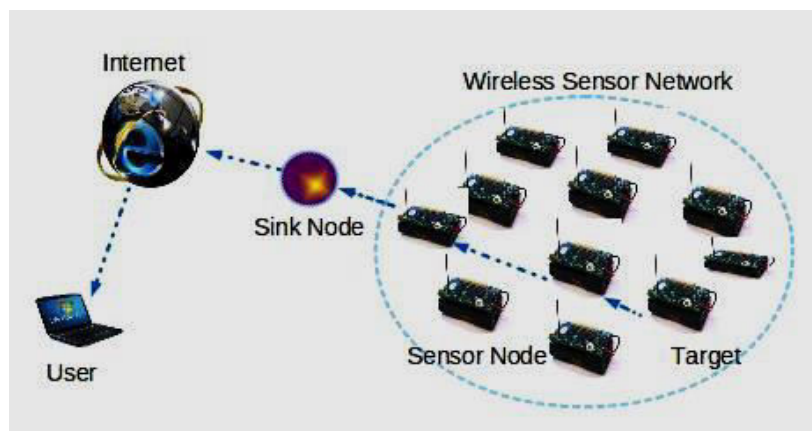 Internet
Wireless Sensor Network
Sink Node
Sensor Node
Target
User